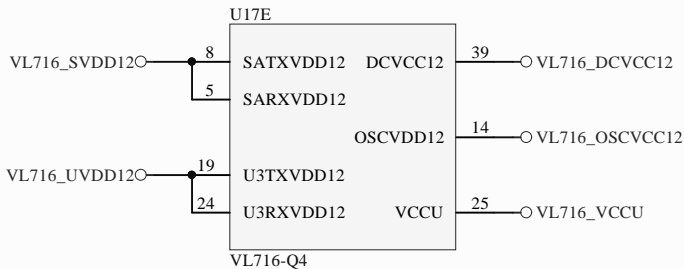 U17E
VL716_SVDD12 8 SATXVDD12 DCVCC12 39 VL716_DCVCC12
5 SARXVDD12
OSCVDD12 14 VL716_OSCVCC12
VL716_UVDD12 19 U3TXVDD12
24 U3RXVDD12 VCCU 25 VL716_VCCU
VL716-Q4